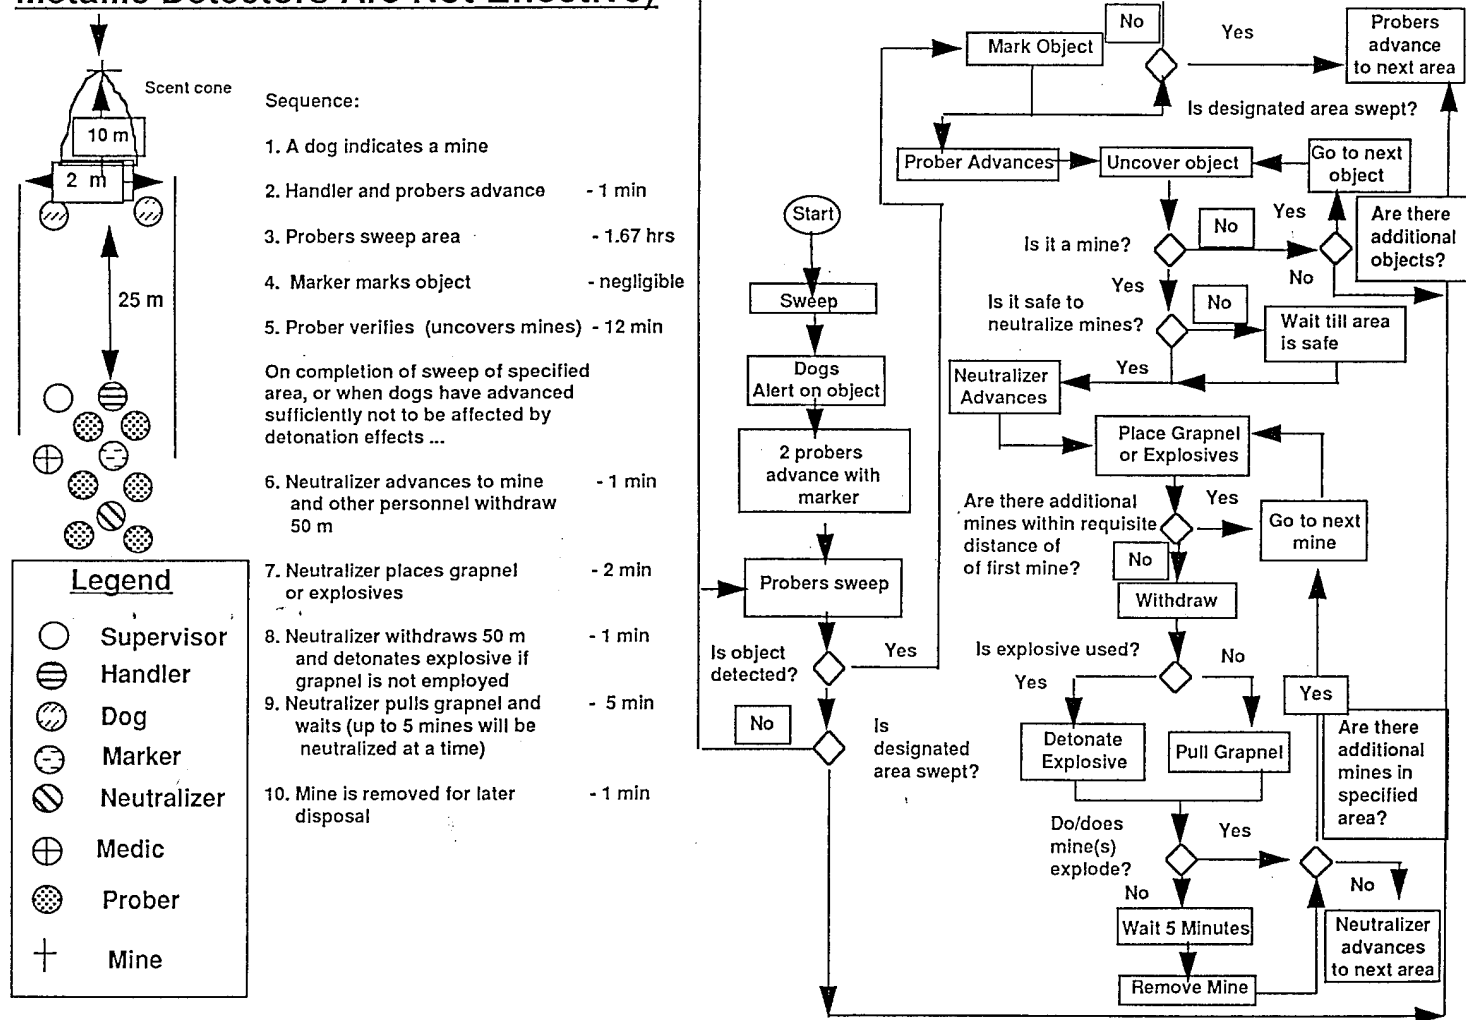 Metallic Detectors Are Not Effective)
Scent cone
10 m
2 m
25 m
Legend
Supervisor
Handler
Dog
Marker
Neutralizer
Medic
Prober
Mine
Sequence:
1. A dog indicates a mine
2. Handler and probers advance - 1 min
3. Probers sweep area - 1.67 hrs
4. Marker marks object - negligible
5. Prober verifies (uncovers mines) - 12 min
On completion of sweep of specified
area, or when dogs have advanced
sufficiently not to be affected by
detonation effects ...
6. Neutralizer advances to mine - 1 min
and other personnel withdraw
50 m
7. Neutralizer places grapnel - 2 min
or explosives
8. Neutralizer withdraws 50 m - 1 min
and detonates explosive if
grapnel is not employed
9. Neutralizer pulls grapnel and - 5 min
waits (up to 5 mines will be
neutralized at a time)
10. Mine is removed for later - 1 min
disposal
Start
Sweep
Dogs
Alert on object
2 probers
advance with
marker
Probers sweep
Is object
detected?
Yes
No
Is
designated
area swept?
Mark Object
No
Yes
Probers
advance
to next area
Is designated area swept?
Prober Advances
Uncover object
Go to next
object
Is it a mine?
No
Yes
Are there
additional
objects?
No
Yes
Is it safe to
neutralize mines?
No
Wait till area
is safe
Yes
Neutralizer
Advances
Place Grapnel
or Explosives
Are there additional
mines within requisite
distance of
of first mine?
Yes
Go to next
mine
No
Withdraw
Is explosive used?
Yes
No
Detonate
Explosive
Pull Grapnel
Yes
Are there
additional
mines in
specified
area?
Do/does
mine(s)
explode?
Yes
No
No
Wait 5 Minutes
Remove Mine
Neutralizer
advances
to next area